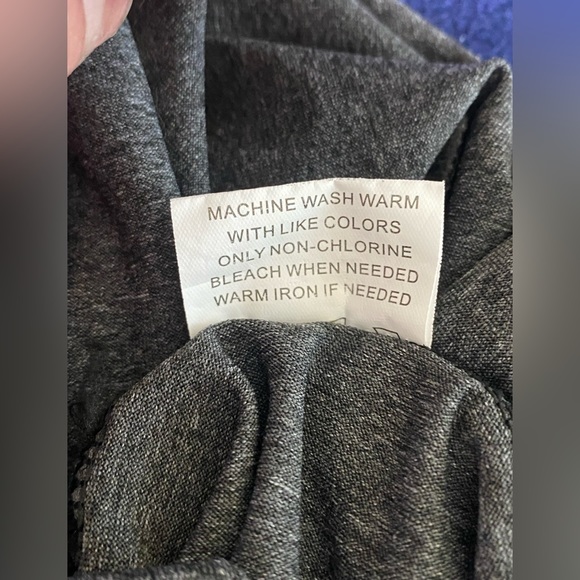 MACHINE WASH WARM
WITH LIKE COLORS
ONLY NON-CHLORINE
BLEACH WHEN NEEDED
WARM IRON IF NEEDED